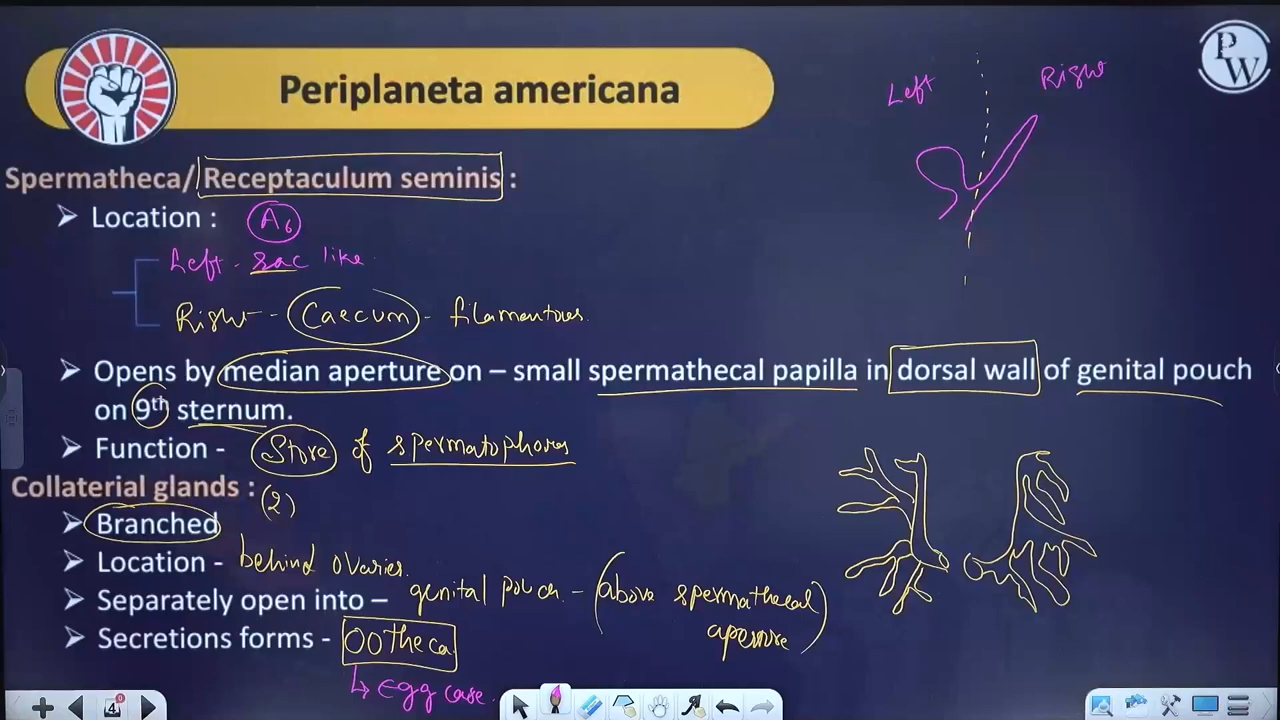 Periplaneta americana
PW
Left
Right
Spermatheca/ Receptaculum seminis :
Location : A6
Left - sac like
Right - Caecum - filamentous.
Opens by median aperture on – small spermathecal papilla in dorsal wall of genital pouch
on 9th sternum.
Function - Store of spermatophores
Collaterial glands : (2)
Branched
Location - behind ovaries.
Separately open into – genital pouch - (above spermathecal
aperture)
Secretions forms - OOtheca
↳ Egg case.
4